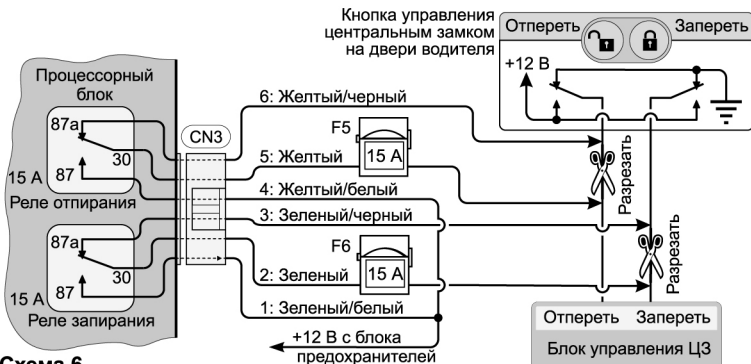 Кнопка управления
центральным замком
на двери водителя
Отпереть
Запереть
+12 В
Процессорный
блок
87а
30
15 А
87
Реле отпирания
87а
30
15 А
87
Реле запирания
CN3
6: Желтый/черный
F5
15 А
5: Желтый
4: Желтый/белый
3: Зеленый/черный
F6
15 А
2: Зеленый
1: Зеленый/белый
+12 В с блока
предохранителей
Разрезать
Разрезать
Отпереть
Запереть
Блок управления ЦЗ
Схема 6